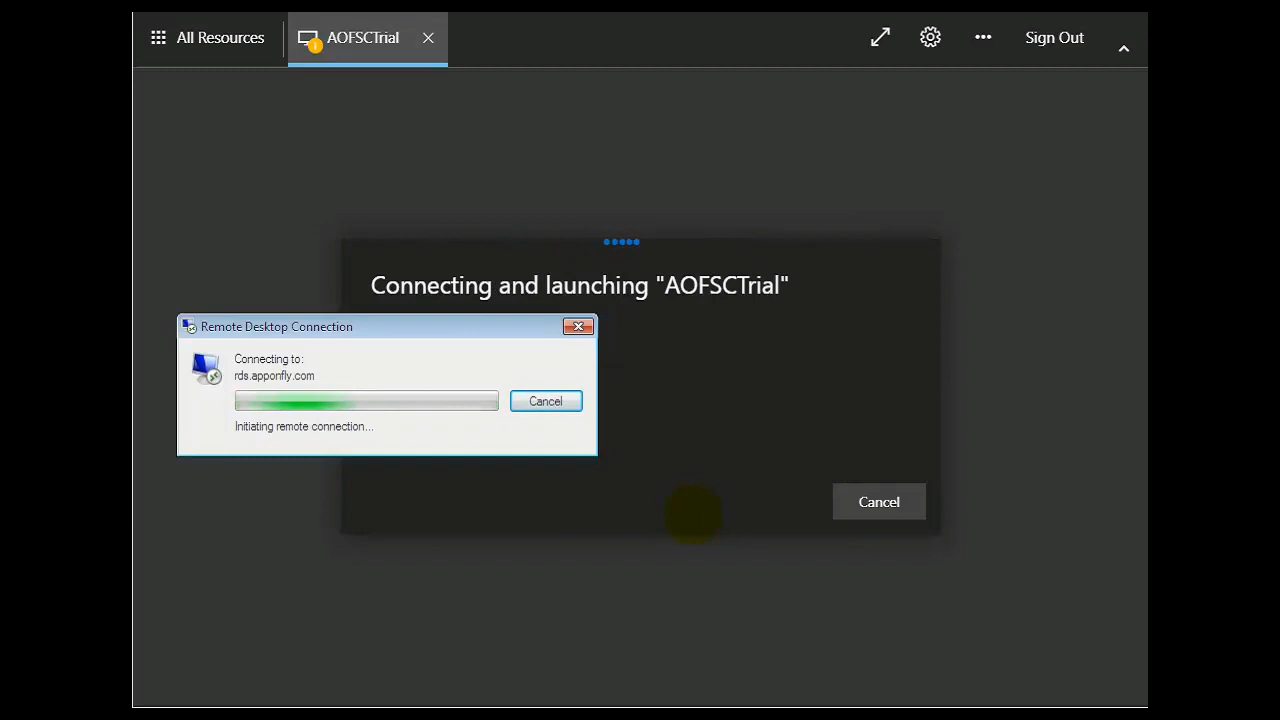 All Resources
AOFSCTrial
Sign Out
Connecting and launching "AOFSCTrial"
Remote Desktop Connection
Connecting to:
rds.apponfly.com
Cancel
Initiating remote connection...
Cancel